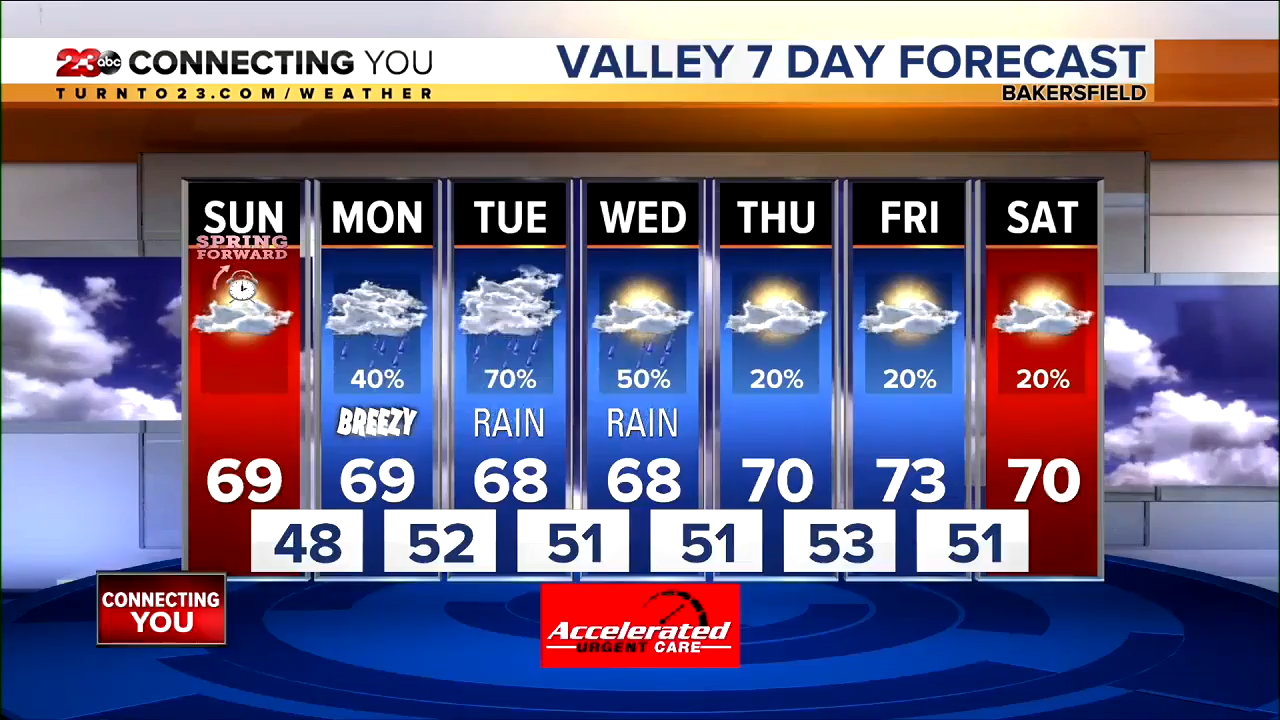 23 abc CONNECTING YOU
TURNTO23.COM/WEATHER
VALLEY 7 DAY FORECAST
BAKERSFIELD
SUN MON TUE WED THU FRI SAT
SPRING
FORWARD
40% 70% 50% 20% 20% 20%
BREEZY RAIN RAIN
69 69 68 68 70 73 70
48 52 51 51 53 51
CONNECTING
YOU
Accelerated
URGENT CARE